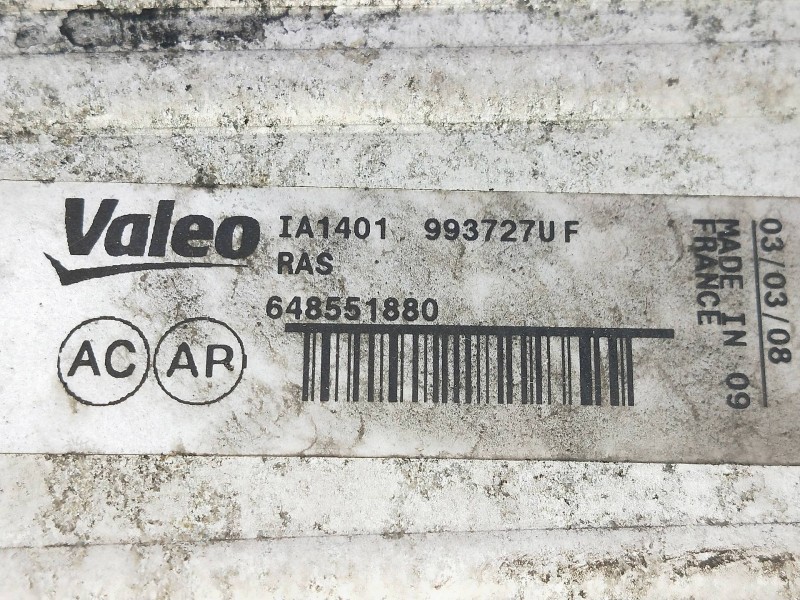 Valeo
IA1401 993727U F
RAS
648551880
AC AR
MADE IN 09
FRANCE
03/03/08